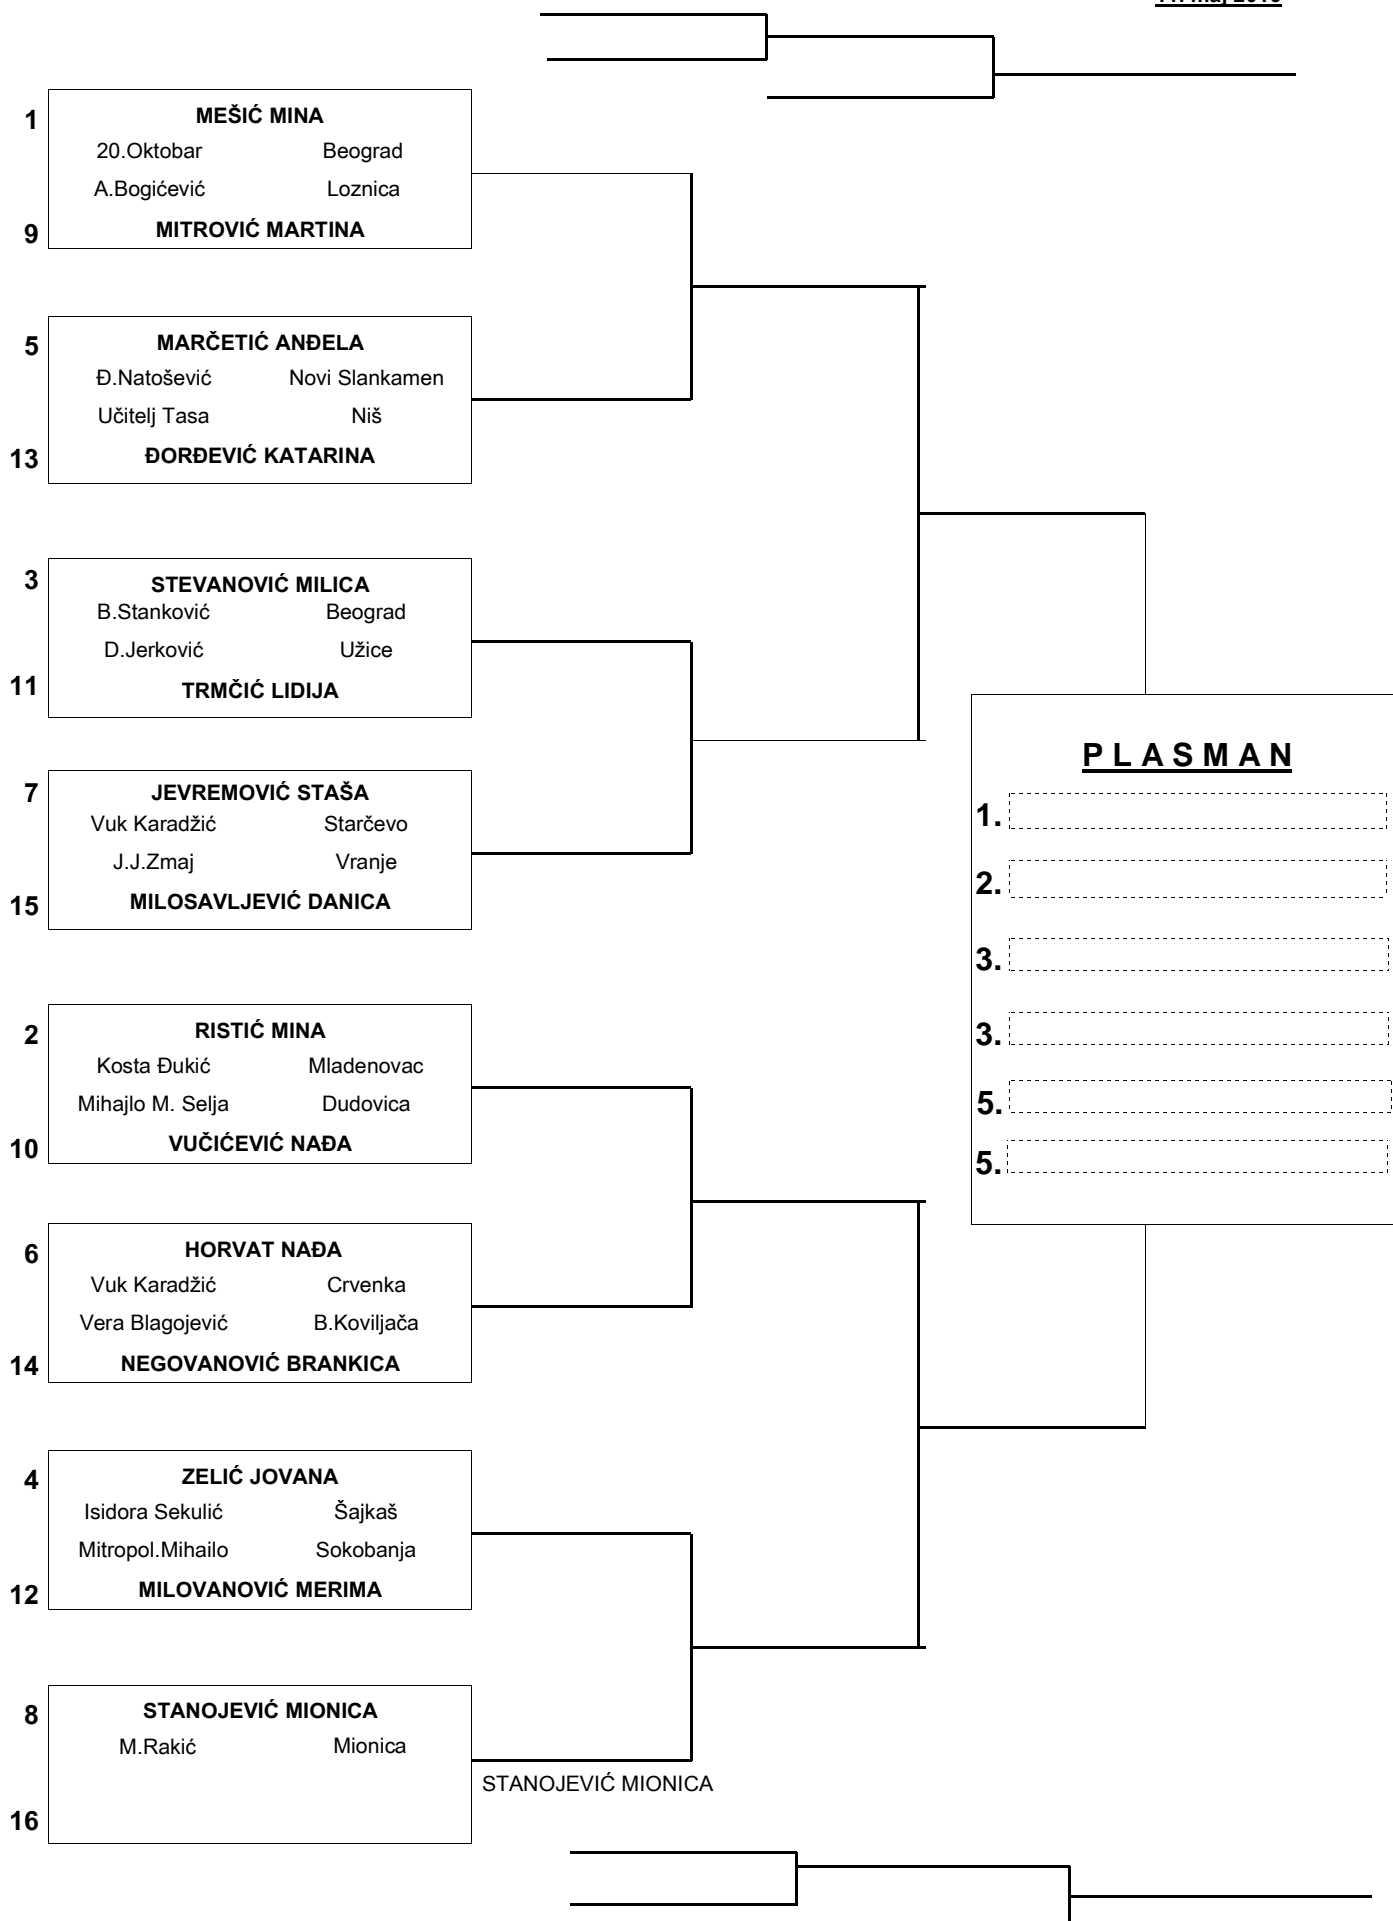 1 MEŠIĆ MINA
20.Oktobar Beograd
A.Bogićević Loznica
9 MITROVIĆ MARTINA
5 MARČETIĆ ANĐELA
Đ.Natošević Novi Slankamen
Učitelj Tasa Niš
13 ĐORĐEVIĆ KATARINA
3 STEVANOVIĆ MILICA
B.Stanković Beograd
D.Jerković Užice
11 TRMČIĆ LIDIJA
7 JEVREMOVIĆ STAŠA
Vuk Karadžić Starčevo
J.J.Zmaj Vranje
15 MILOSAVLJEVIĆ DANICA
2 RISTIĆ MINA
Kosta Đukić Mladenovac
Mihajlo M. Selja Dudovica
10 VUČIĆEVIĆ NAĐA
6 HORVAT NAĐA
Vuk Karadžić Crvenka
Vera Blagojević B.Koviljača
14 NEGOVANOVIĆ BRANKICA
4 ZELIĆ JOVANA
Isidora Sekulić Šajkaš
Mitropol.Mihailo Sokobanja
12 MILOVANOVIĆ MERIMA
8 STANOJEVIĆ MIONICA
M.Rakić Mionica
16
STANOJEVIĆ MIONICA
P L A S M A N
1.
2.
3.
3.
5.
5.